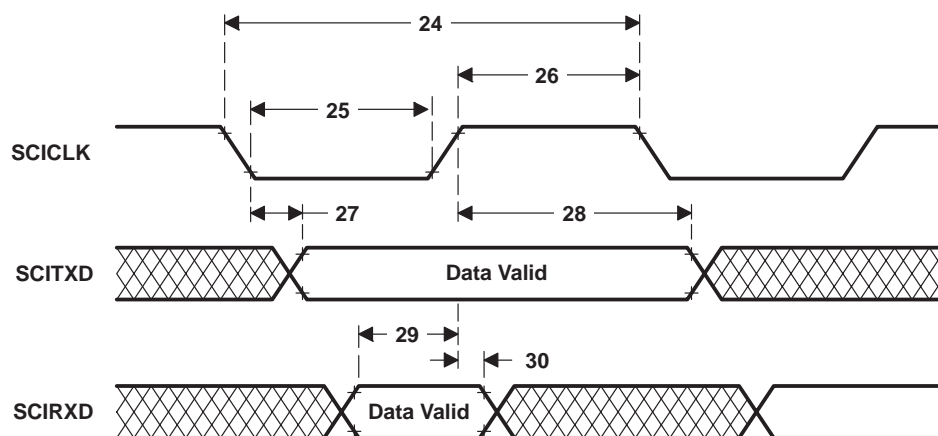 24
26
25
SCICLK
27
28
SCITXD
Data Valid
29
30
SCIRXD
Data Valid